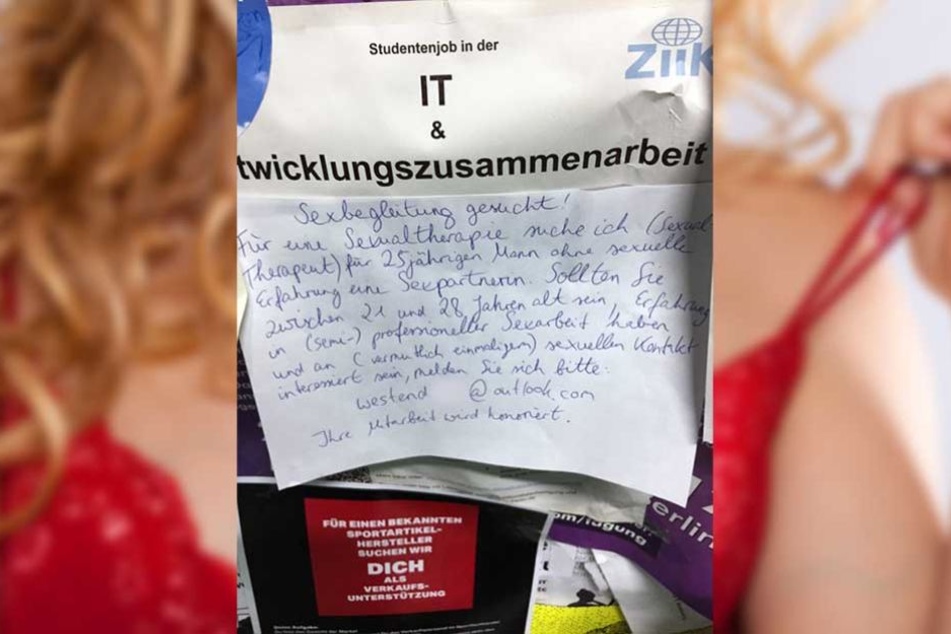 Studentenjob in der
ZiiK
IT
&
twicklungszusammenarbeit
Sexbegleitung gesucht!
Für eine Sexualtherapie suche ich (Sexual-
Therapeut) für 25jährigen Mann ohne sexuelle
Erfahrung eine Sexpartnerin. Sollten Sie
zwischen 21 und 28 Jahren alt sein, Erfahrung
in (semi-) professioneller Sexarbeit haben
und an (vermutlich einmaligem) sexuellen Kontakt
interessiert sein, melden Sie sich bitte:
westend @outlook.com
Ihre Mitarbeit wird honoriert.
FÜR EINEN BEKANNTEN
SPORTARTIKEL-
HERSTELLER
SUCHEN WIR
DICH
ALS
VERKAUFS-
UNTERSTÜTZUNG
om/tagung
erlin